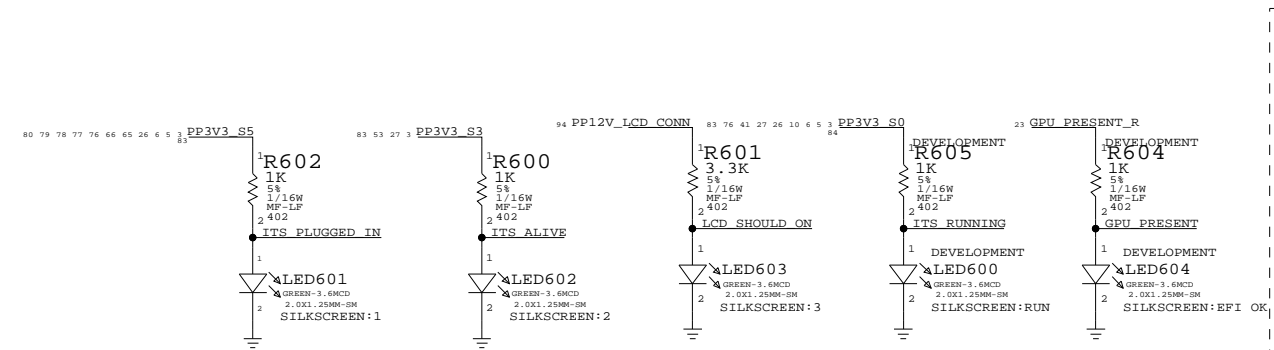 80 79 78 77 76 66 65 26 6 5 3 PP3V3_S5
83
1
R602
1K
5%
1/16W
MF-LF
402
2
ITS_PLUGGED_IN
1
LED601
GREEN-3.6MCD
2.0X1.25MM-SM
2
SILKSCREEN:1
83 53 27 3 PP3V3_S3
1
R600
1K
5%
1/16W
MF-LF
402
2
ITS_ALIVE
1
LED602
GREEN-3.6MCD
2.0X1.25MM-SM
2
SILKSCREEN:2
94 PP12V_LCD_CONN
1
R601
3.3K
5%
1/16W
MF-LF
402
2
LCD_SHOULD_ON
1
LED603
GREEN-3.6MCD
2.0X1.25MM-SM
2
SILKSCREEN:3
83 76 41 27 26 10 6 5 3 PP3V3_S0
84
DEVELOPMENT
1
R605
1K
5%
1/16W
MF-LF
402
2
ITS_RUNNING
1
DEVELOPMENT
LED600
GREEN-3.6MCD
2.0X1.25MM-SM
2
SILKSCREEN:RUN
23 GPU_PRESENT_R
DEVELOPMENT
1
R604
1K
5%
1/16W
MF-LF
402
2
GPU_PRESENT
1
DEVELOPMENT
LED604
GREEN-3.6MCD
2.0X1.25MM-SM
2
SILKSCREEN:EFI OK